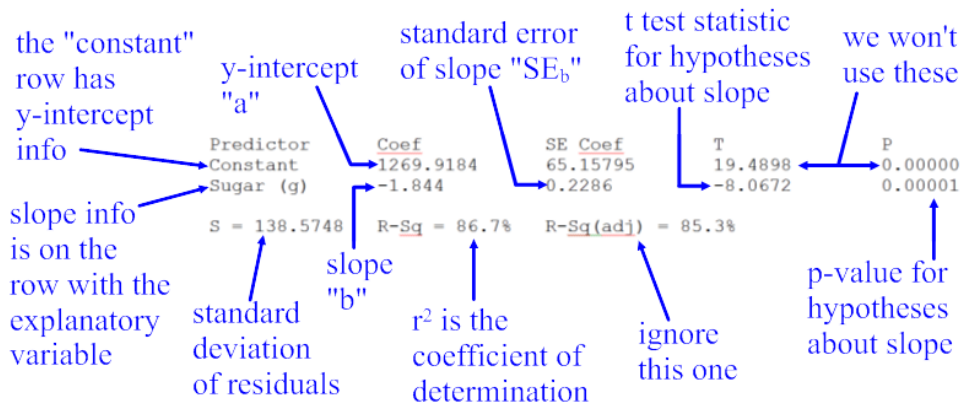 the "constant"
row has
y-intercept
info
y-intercept
"a"
standard error
of slope "SEb"
t test statistic
for hypotheses
about slope
we won't
use these
Predictor Coef SE Coef T P
Constant 1269.9184 65.15795 19.4898 0.00000
Sugar (g) -1.844 0.2286 -8.0672 0.00001
S = 138.5748 R-Sq = 86.7% R-Sq(adj) = 85.3%
slope info
is on the
row with the
explanatory
variable
standard
deviation
of residuals
slope
"b"
r² is the
coefficient of
determination
ignore
this one
p-value for
hypotheses
about slope